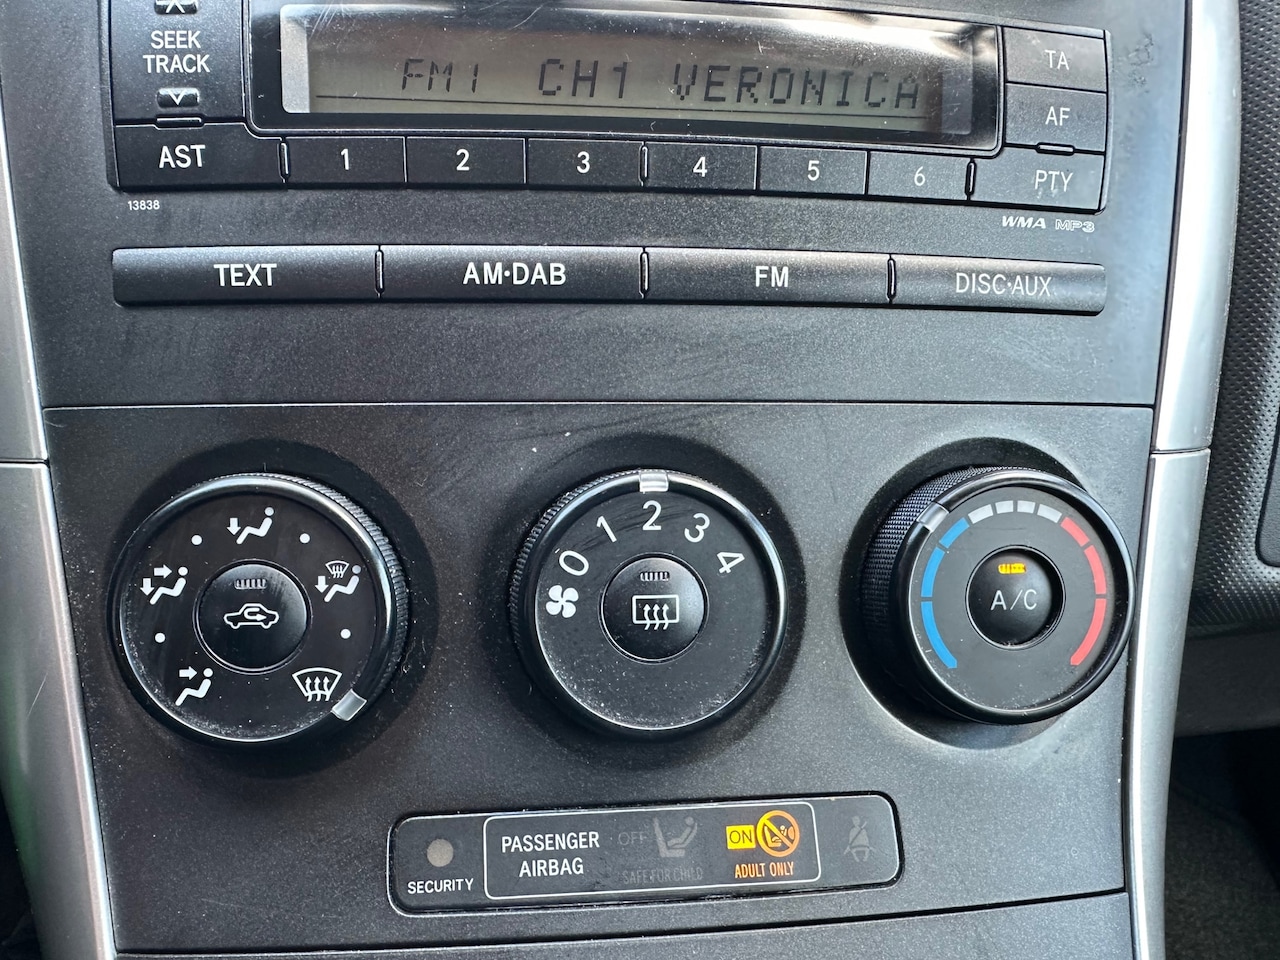 SEEK
TRACK
FM1 CH1 VERONICA
TA
AF
AST 1 2 3 4 5 6 PTY
13838
WMA MP3
TEXT AM·DAB FM DISC·AUX
0 1 2 3 4
A/C
SECURITY
PASSENGER
AIRBAG
OFF
SAFE FOR CHILD
ON
ADULT ONLY